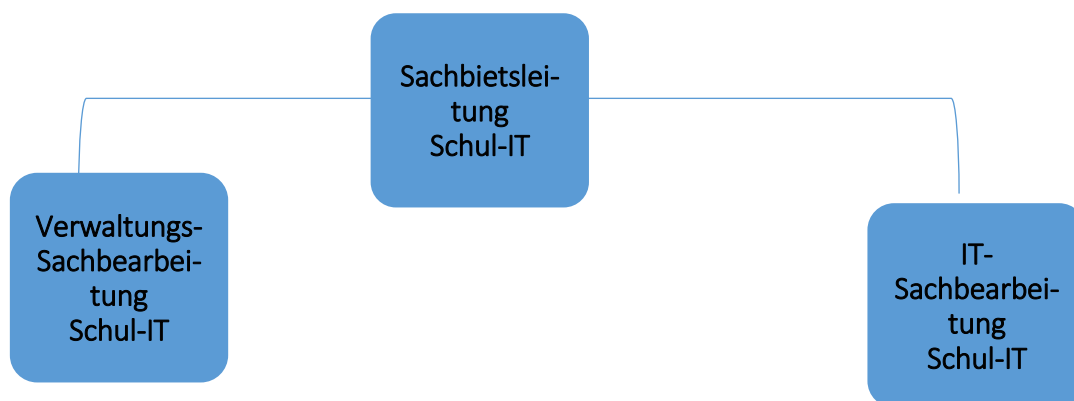 Sachbietslei-
tung
Schul-IT
Verwaltungs-
Sachbearbei-
tung
Schul-IT
IT-
Sachbearbei-
tung
Schul-IT